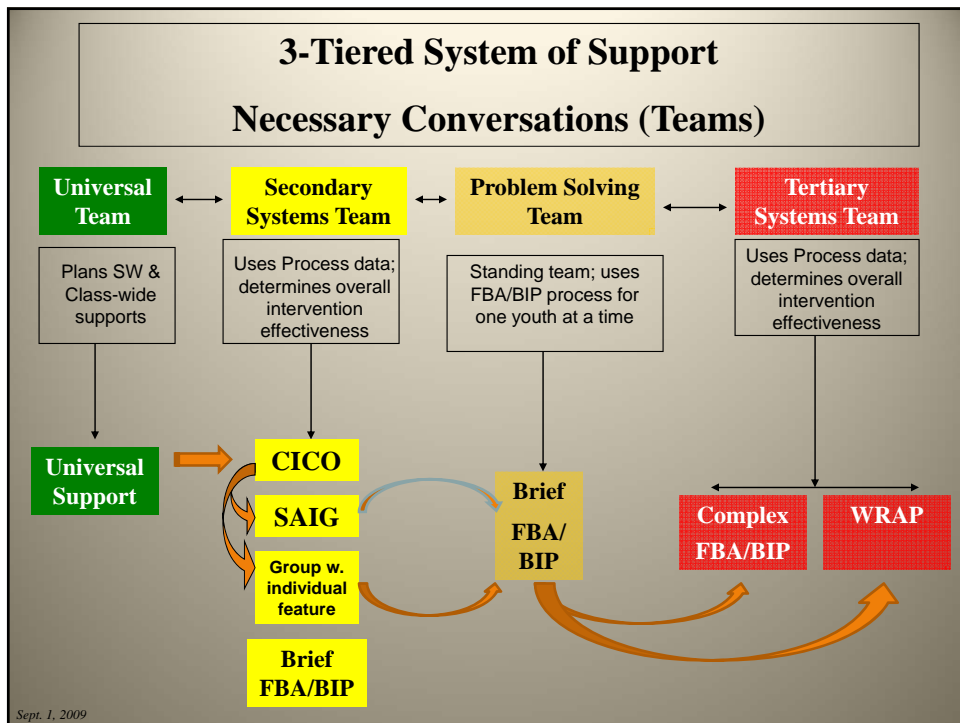 3-Tiered System of Support
Necessary Conversations (Teams)
Universal
Team
Secondary
Systems Team
Problem Solving
Team
Tertiary
Systems Team
Plans SW &
Class-wide
supports
Uses Process data;
determines overall
intervention
effectiveness
Standing team; uses
FBA/BIP process for
one youth at a time
Uses Process data;
determines overall
intervention
effectiveness
Universal
Support
CICO
SAIG
Group w.
individual
feature
Brief
FBA/BIP
Brief
FBA/
BIP
Complex
FBA/BIP
WRAP
Sept. 1, 2009